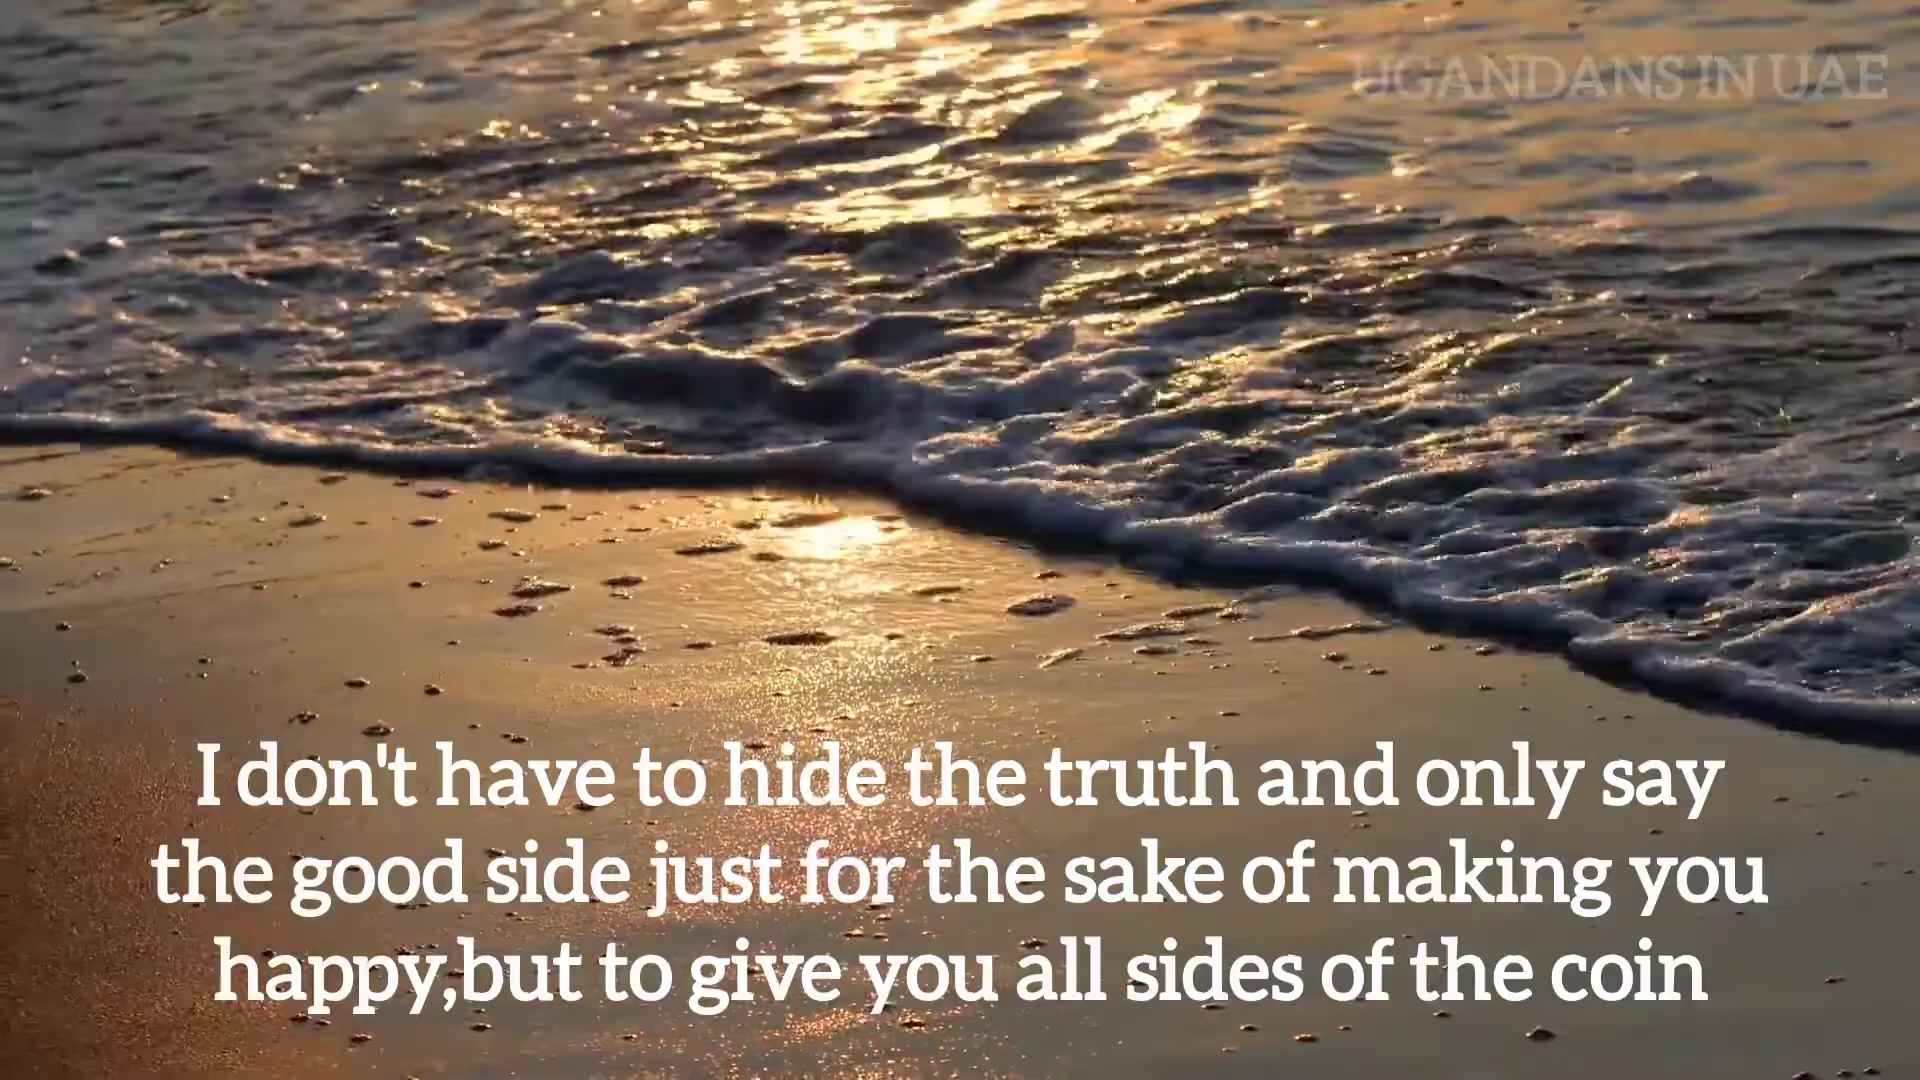 UGANDANS IN UAE
I don't have to hide the truth and only say
the good side just for the sake of making you
happy,but to give you all sides of the coin